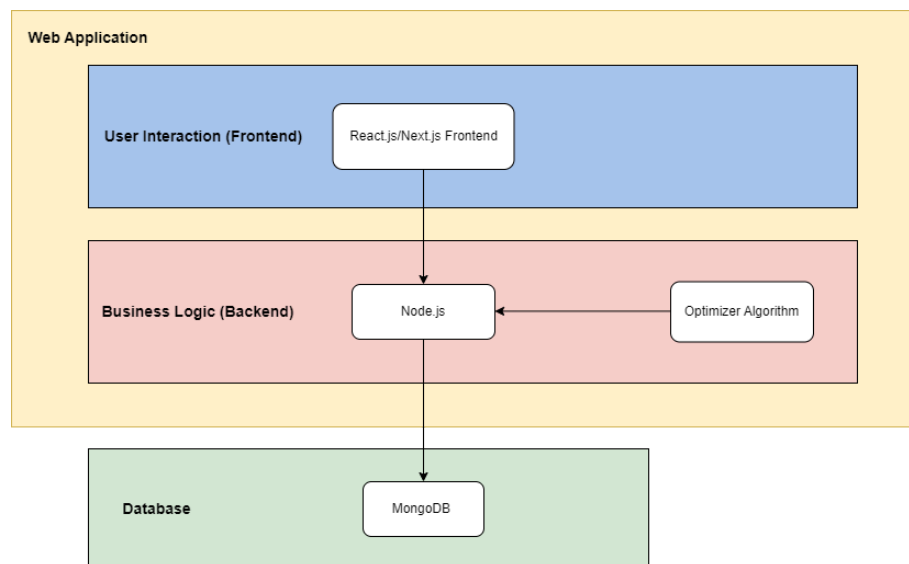 Web Application
User Interaction (Frontend)
React.js/Next.js Frontend
Business Logic (Backend)
Node.js
Optimizer Algorithm
Database
MongoDB